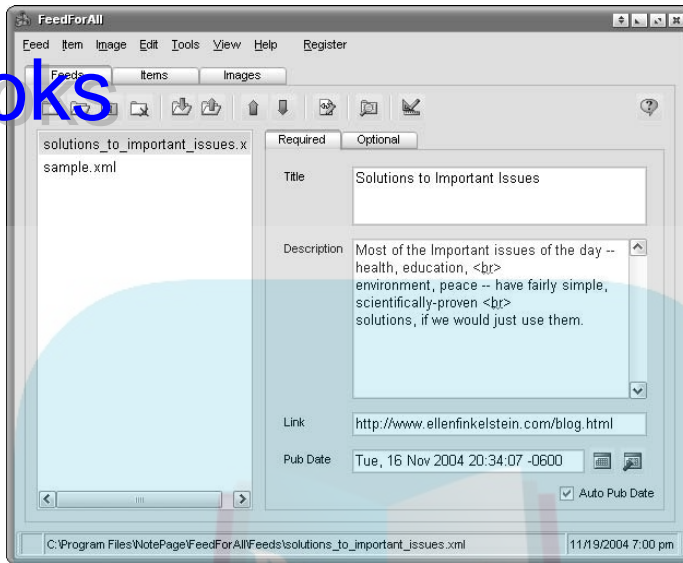 FeedForAll
Feed Item Image Edit Tools View Help Register
Feeds Items Images
oks
solutions_to_important_issues.x
sample.xml
Required Optional
Title
Solutions to Important Issues
Description
Most of the Important issues of the day --
health, education, <br>
environment, peace -- have fairly simple,
scientifically-proven <br>
solutions, if we would just use them.
Link
http://www.ellenfinkelstein.com/blog.html
Pub Date
Tue, 16 Nov 2004 20:34:07 -0600
Auto Pub Date
C:\Program Files\NotePage\FeedForAll\Feeds\solutions_to_important_issues.xml
11/19/2004 7:00 pm